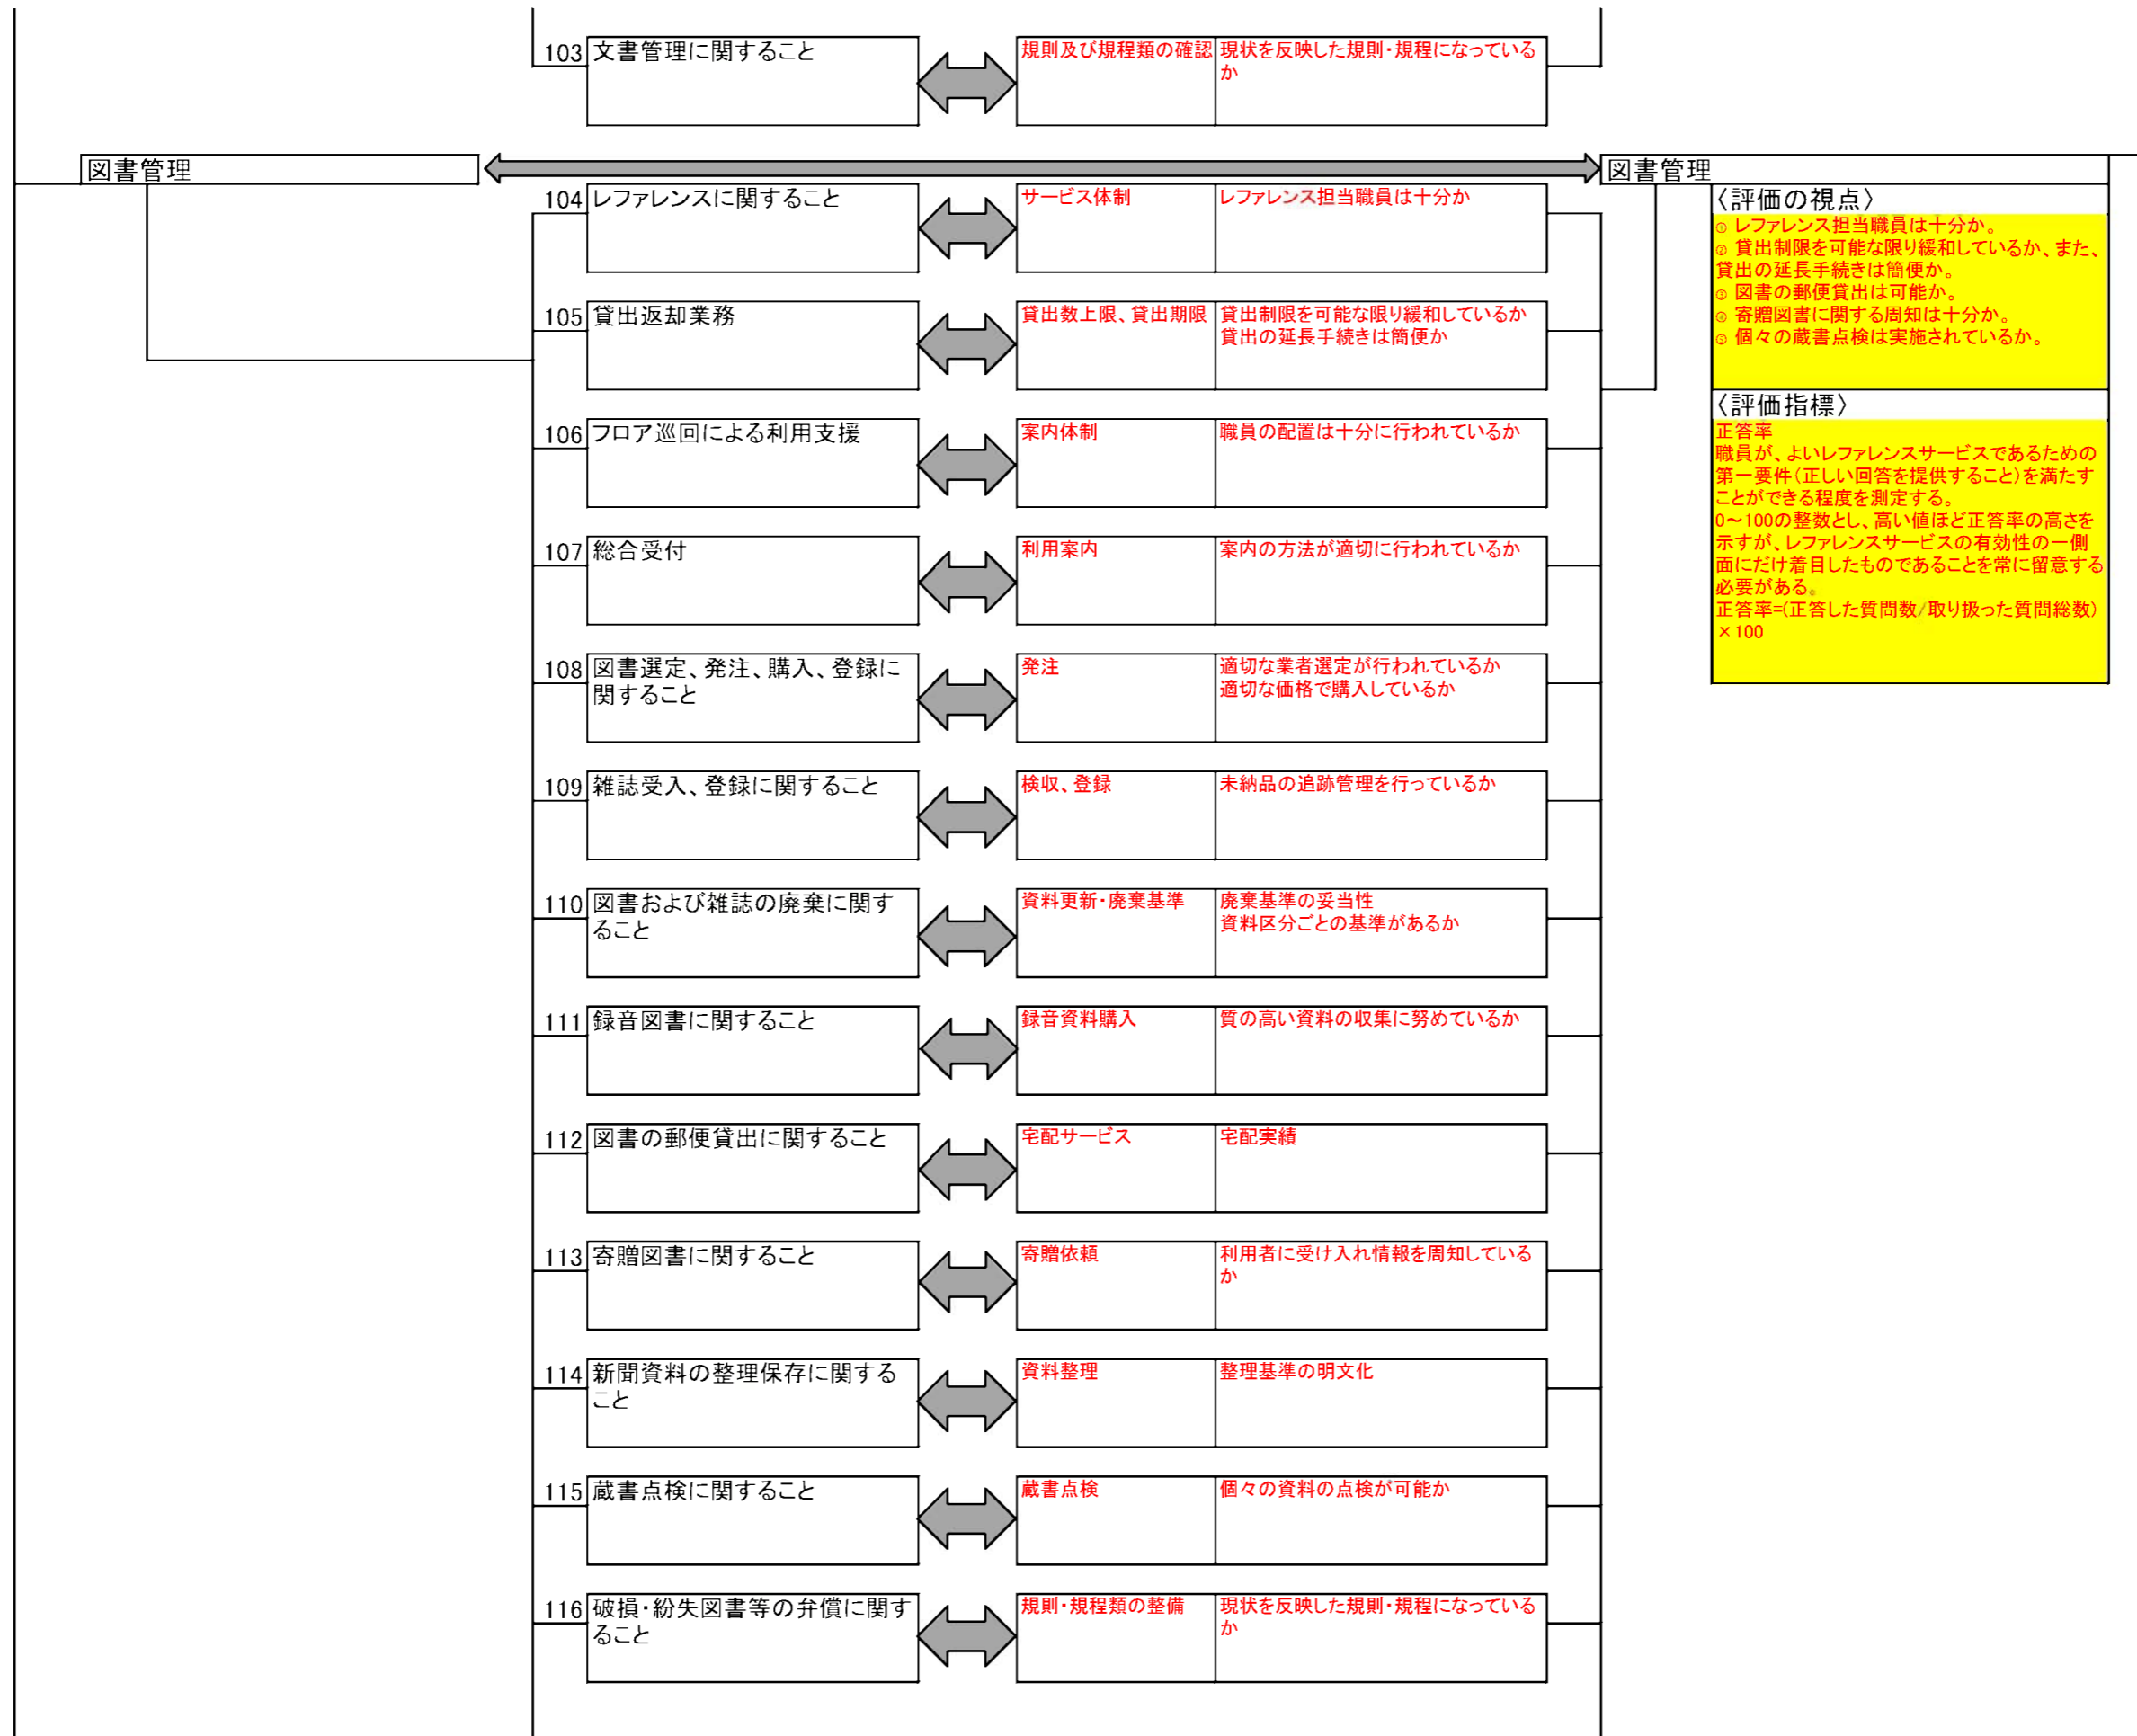 103 文書管理に関すること 規則及び規程類の確認 現状を反映した規則・規程になっている
か
図書管理 図書管理
104 レファレンスに関すること サービス体制 レファレンス担当職員は十分か
105 貸出返却業務 貸出数上限、貸出期限 貸出制限を可能な限り緩和しているか
貸出の延長手続きは簡便か
106 フロア巡回による利用支援 案内体制 職員の配置は十分に行われているか
107 総合受付 利用案内 案内の方法が適切に行われているか
108 図書選定、発注、購入、登録に 発注 適切な業者選定が行われているか
関すること 適切な価格で購入しているか
109 雑誌受入、登録に関すること 検収、登録 未納品の追跡管理を行っているか
110 図書および雑誌の廃棄に関す 資料更新・廃棄基準 廃棄基準の妥当性
ること 資料区分ごとの基準があるか
111 録音図書に関すること 録音資料購入 質の高い資料の収集に努めているか
112 図書の郵便貸出に関すること 宅配サービス 宅配実績
113 寄贈図書に関すること 寄贈依頼 利用者に受け入れ情報を周知している
か
114 新聞資料の整理保存に関する 資料整理 整理基準の明文化
こと
115 蔵書点検に関すること 蔵書点検 個々の資料の点検が可能か
116 破損・紛失図書等の弁償に関す 規則・規程類の整備 現状を反映した規則・規程になっている
ること か
〈評価の視点〉
① レファレンス担当職員は十分か。
② 貸出制限を可能な限り緩和しているか、また、
貸出の延長手続きは簡便か。
③ 図書の郵便貸出は可能か。
④ 寄贈図書に関する周知は十分か。
⑤ 個々の蔵書点検は実施されているか。
〈評価指標〉
正答率
職員が、よいレファレンスサービスであるための
第一要件(正しい回答を提供すること)を満たす
ことができる程度を測定する。
0~100の整数とし、高い値ほど正答率の高さを
示すが、レファレンスサービスの有効性の一側
面にだけ着目したものであることを常に留意する
必要がある。
正答率=(正答した質問数/取り扱った質問総数)
×100